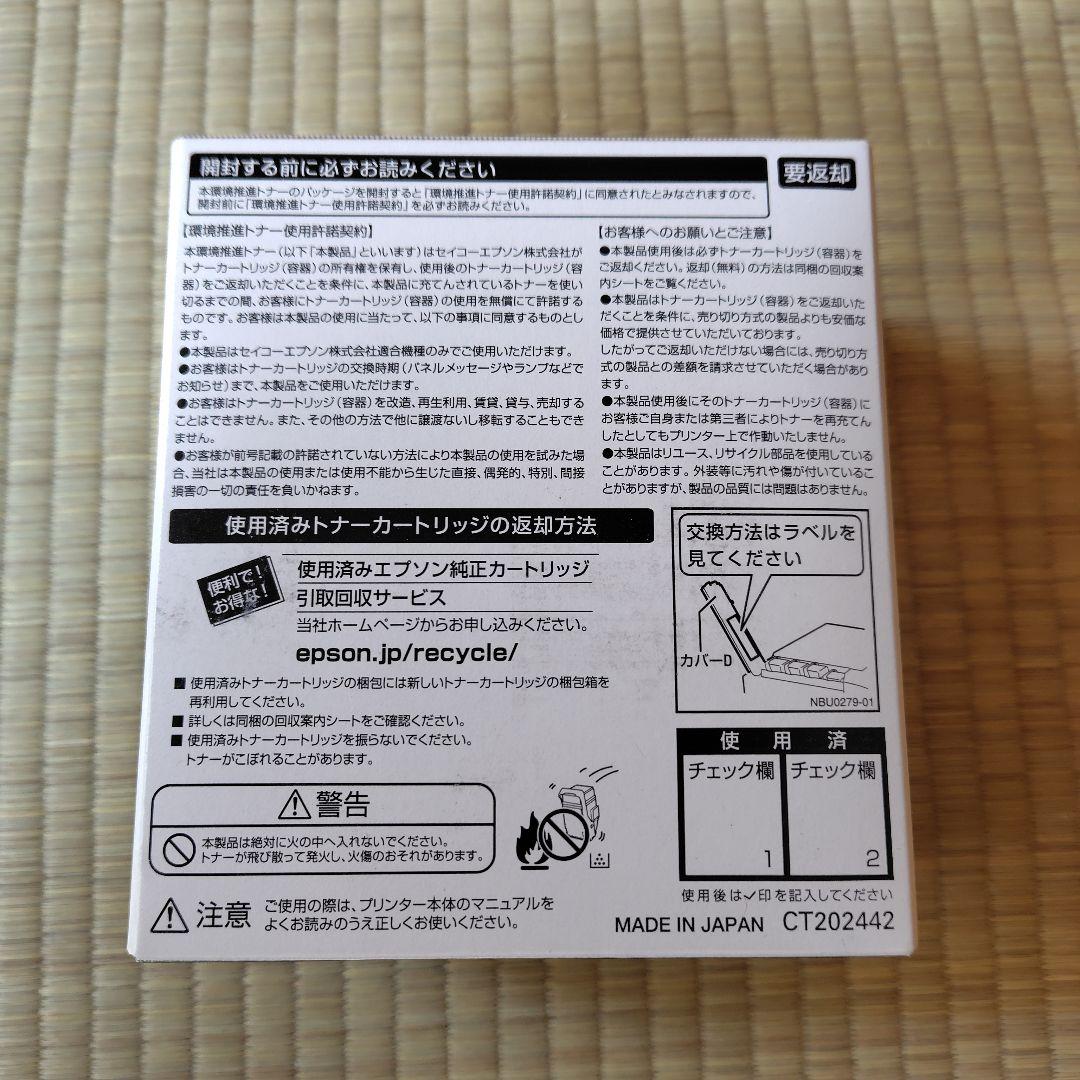 開封する前に必ずお読みください
要返却
本環境推進トナーのパッケージを開封すると「環境推進トナー使用許諾契約」に同意されたとみなされますので、
開封前に「環境推進トナー使用許諾契約」を必ずお読みください。
【環境推進トナー使用許諾契約】
本環境推進トナー(以下「本製品」といいます)はセイコーエプソン株式会社が
トナーカートリッジ(容器)の所有権を保有し、使用後のトナーカートリッジ(容
器)をご返却いただくことを条件に、本製品に充てんされているトナーを使い
切るまでの間、お客様にトナーカートリッジ(容器)の使用を無償にて許諾する
ものです。お客様は本製品の使用に当たって、以下の事項に同意するものとし
ます。
●本製品はセイコーエプソン株式会社適合機種のみでご使用いただけます。
●お客様はトナーカートリッジの交換時期(パネルメッセージやランプなどで
お知らせ)まで、本製品をご使用いただけます。
●お客様はトナーカートリッジ(容器)を改造、再生利用、賃貸、貸与、売却する
ことはできません。また、その他の方法で他に譲渡ないし移転することもでき
ません。
●お客様が前号記載の許諾されていない方法により本製品の使用を試みた場
合、当社は本製品の使用または使用不能から生じた直接、偶発的、特別、間接
損害の一切の責任を負いかねます。
【お客様へのお願いとご注意】
●本製品使用後は必ずトナーカートリッジ(容器)を
ご返却ください。返却(無料)の方法は同梱の回収案
内シートをご覧ください。
●本製品はトナーカートリッジ(容器)をご返却いた
だくことを条件に、売り切り方式の製品よりも安価な
価格で提供させていただいております。
したがってご返却いただけない場合には、売り切り方
式の製品との差額を請求させていただく場合があり
ます。
●本製品使用後にそのトナーカートリッジ(容器)に
お客様ご自身または第三者によりトナーを再充てん
したとしてもプリンター上で作動いたしません。
●本製品はリユース、リサイクル部品を使用している
ことがあります。外装等に汚れや傷が付いているこ
とがありますが、製品の品質には問題はありません。
使用済みトナーカートリッジの返却方法
便利で!
お得な!
使用済みエプソン純正カートリッジ
引取回収サービス
当社ホームページからお申し込みください。
epson.jp/recycle/
■ 使用済みトナーカートリッジの梱包には新しいトナーカートリッジの梱包箱を
再利用してください。
■ 詳しくは同梱の回収案内シートをご確認ください。
■ 使用済みトナーカートリッジを振らないでください。
トナーがこぼれることがあります。
交換方法はラベルを
見てください
カバーD
NBU0279-01
使用済
チェック欄
チェック欄
1
2
使用後は✓印を記入してください
警告
本製品は絶対に火の中へ入れないでください。
トナーが飛び散って発火し、火傷のおそれがあります。
注意
ご使用の際は、プリンター本体のマニュアルを
よくお読みのうえ正しくお使いください。
MADE IN JAPAN CT202442